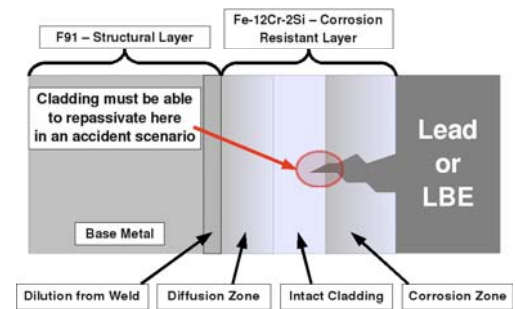 F91 – Structural Layer
Fe-12Cr-2Si – Corrosion
Resistant Layer
Cladding must be able
to repassivate here
in an accident scenario
Lead
or
LBE
Base Metal
Dilution from Weld
Diffusion Zone
Intact Cladding
Corrosion Zone